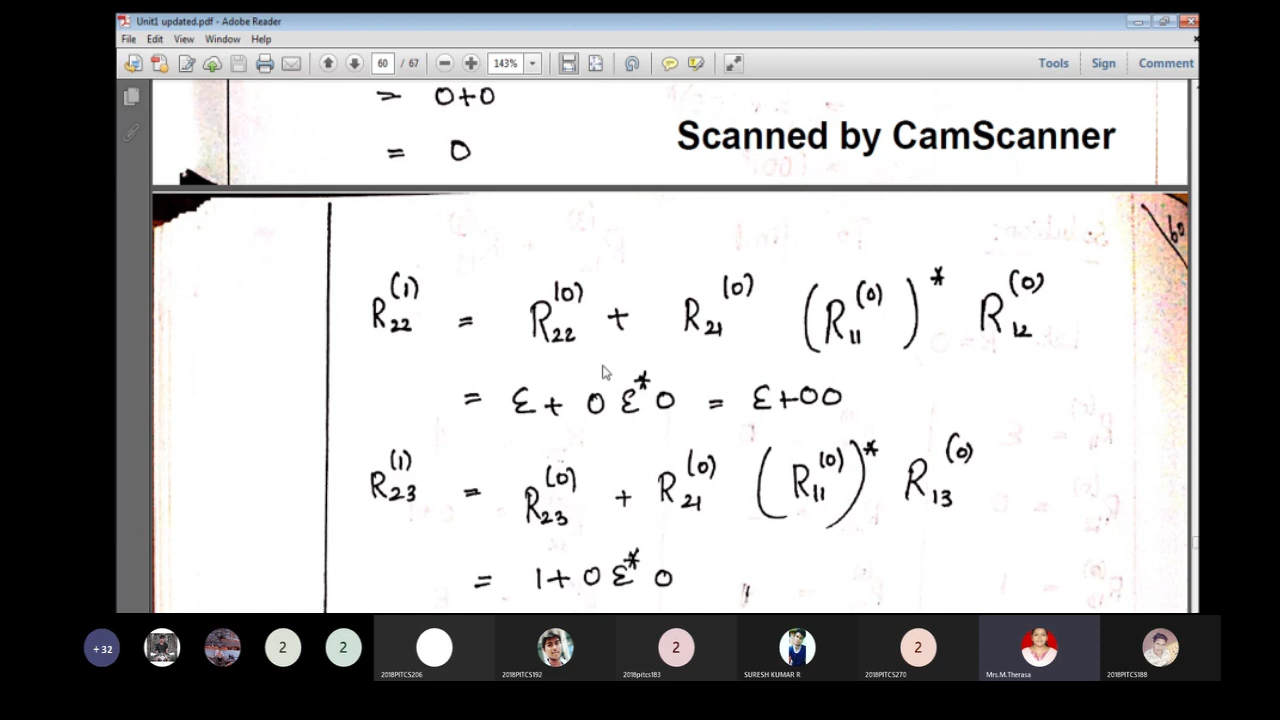 Unit1 updated.pdf - Adobe Reader
File Edit View Window Help
60 / 67 143% Tools Sign Comment
= 0+0
Scanned by CamScanner
= 0
60
R₂₂⁽¹⁾ = R₂₂⁽⁰⁾ + R₂₁⁽⁰⁾ (R₁₁⁽⁰⁾)* R₁₂⁽⁰⁾
= ε + 0 ε* 0 = ε+00
R₂₃⁽¹⁾ = R₂₃⁽⁰⁾ + R₂₁⁽⁰⁾ (R₁₁⁽⁰⁾)* R₁₃⁽⁰⁾
= 1+ 0 ε* 0
+32 2 2 2 2
2018PITCS206 2018PITCS192 2018pitcs183 SURESH KUMAR R 2018PITCS270 Mrs.M.Therasa 2018PITCS188